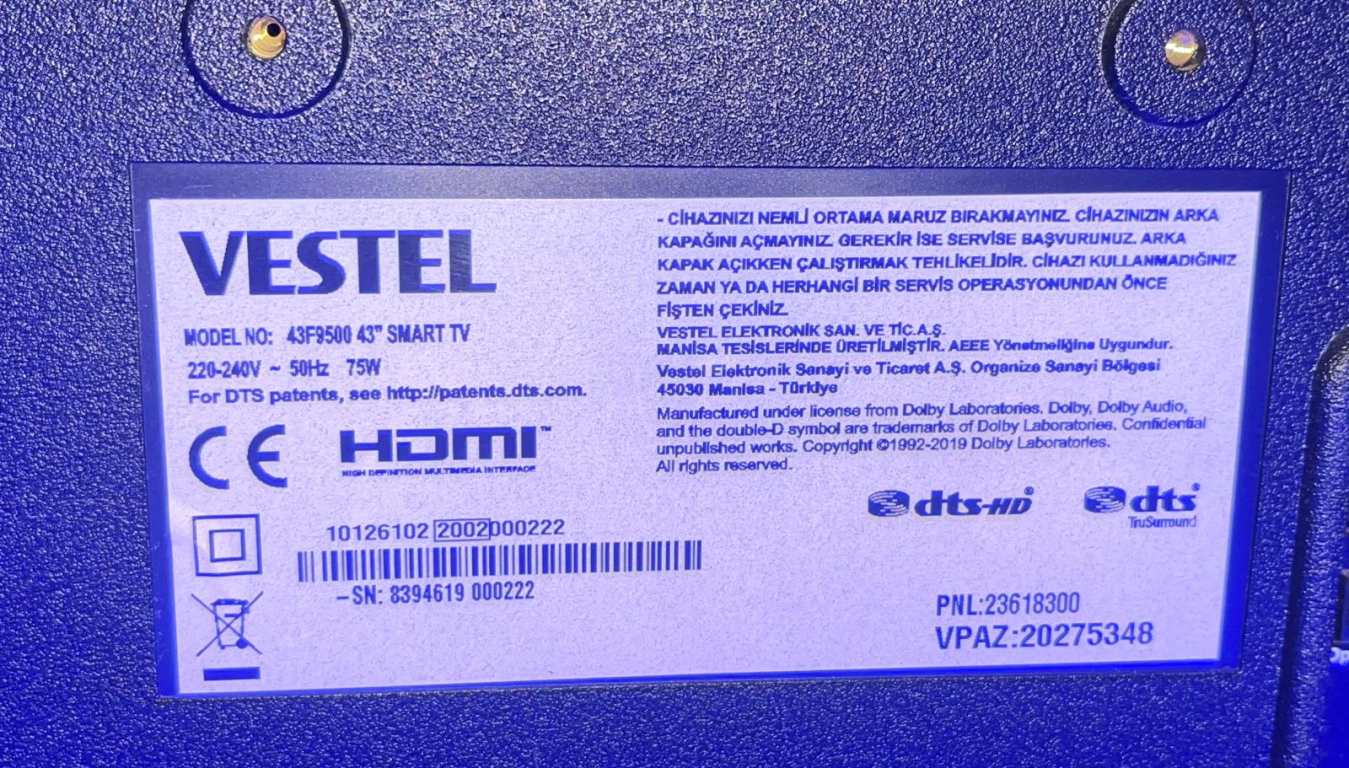 VESTEL
MODEL NO: 43F9500 43" SMART TV
220-240V ~ 50Hz 75W
For DTS patents, see http://patents.dts.com.
CE
HDMI™
HIGH DEFINITION MULTIMEDIA INTERFACE
10126102 2002 000222
–SN: 8394619 000222
- CİHAZINIZI NEMLİ ORTAMA MARUZ BIRAKMAYINIZ. CİHAZINIZIN ARKA
KAPAĞINI AÇMAYINIZ. GEREKİR İSE SERVİSE BAŞVURUNUZ. ARKA
KAPAK AÇIKKEN ÇALIŞTIRMAK TEHLİKELİDİR. CİHAZI KULLANMADIĞINIZ
ZAMAN YA DA HERHANGİ BİR SERVİS OPERASYONUNDAN ÖNCE
FİŞTEN ÇEKİNİZ.
VESTEL ELEKTRONİK SAN. VE TİC.A.Ş.
MANİSA TESİSLERİNDE ÜRETİLMİŞTİR. AEEE Yönetmeliğine Uygundur.
Vestel Elektronik Sanayi ve Ticaret A.Ş. Organize Sanayi Bölgesi
45030 Manisa - Türkiye
Manufactured under license from Dolby Laboratories. Dolby, Dolby Audio,
and the double-D symbol are trademarks of Dolby Laboratories. Confidential
unpublished works. Copyright ©1992-2019 Dolby Laboratories.
All rights reserved.
dts-HD® dts®
TruSurround
PNL:23618300
VPAZ:20275348